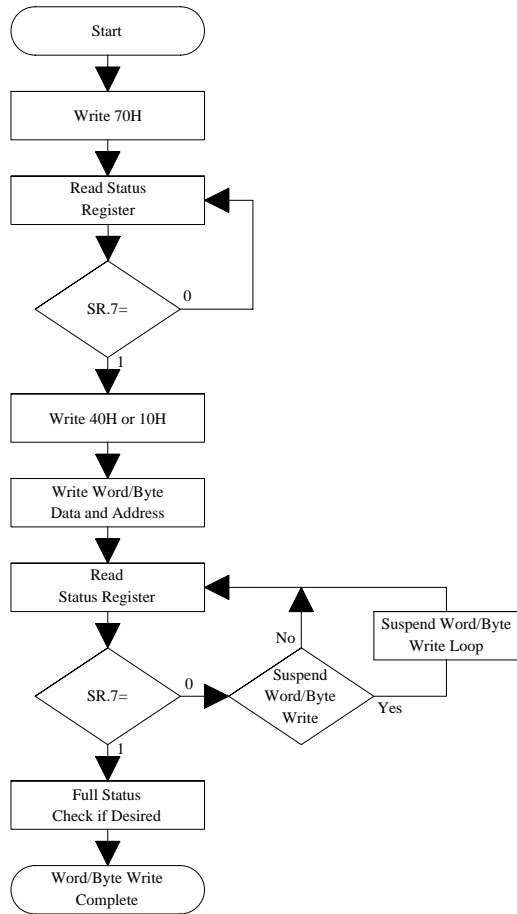 Start
Write 70H
Read Status
Register
SR.7=
0
1
Write 40H or 10H
Write Word/Byte
Data and Address
Read
Status Register
SR.7=
0
1
No
Suspend
Word/Byte
Write
Yes
Suspend Word/Byte
Write Loop
Full Status
Check if Desired
Word/Byte Write
Complete